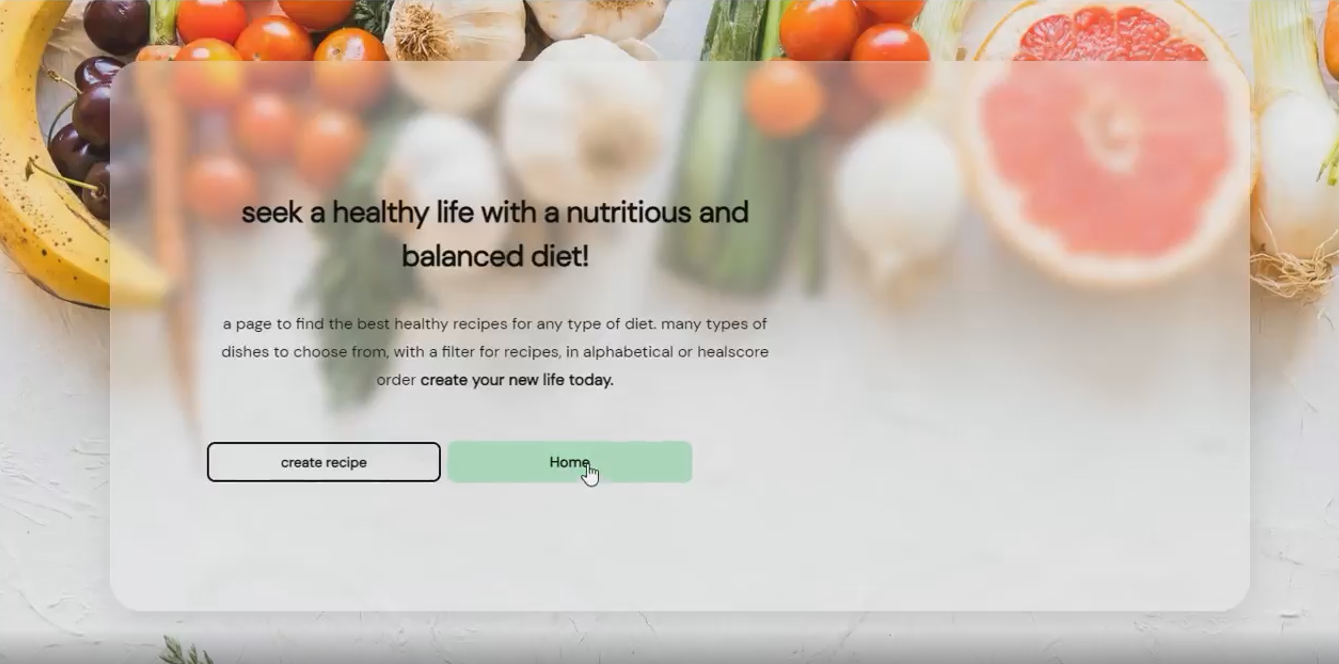 seek a healthy life with a nutritious and
balanced diet!
a page to find the best healthy recipes for any type of diet. many types of
dishes to choose from, with a filter for recipes, in alphabetical or healscore
order create your new life today.
create recipe
Home